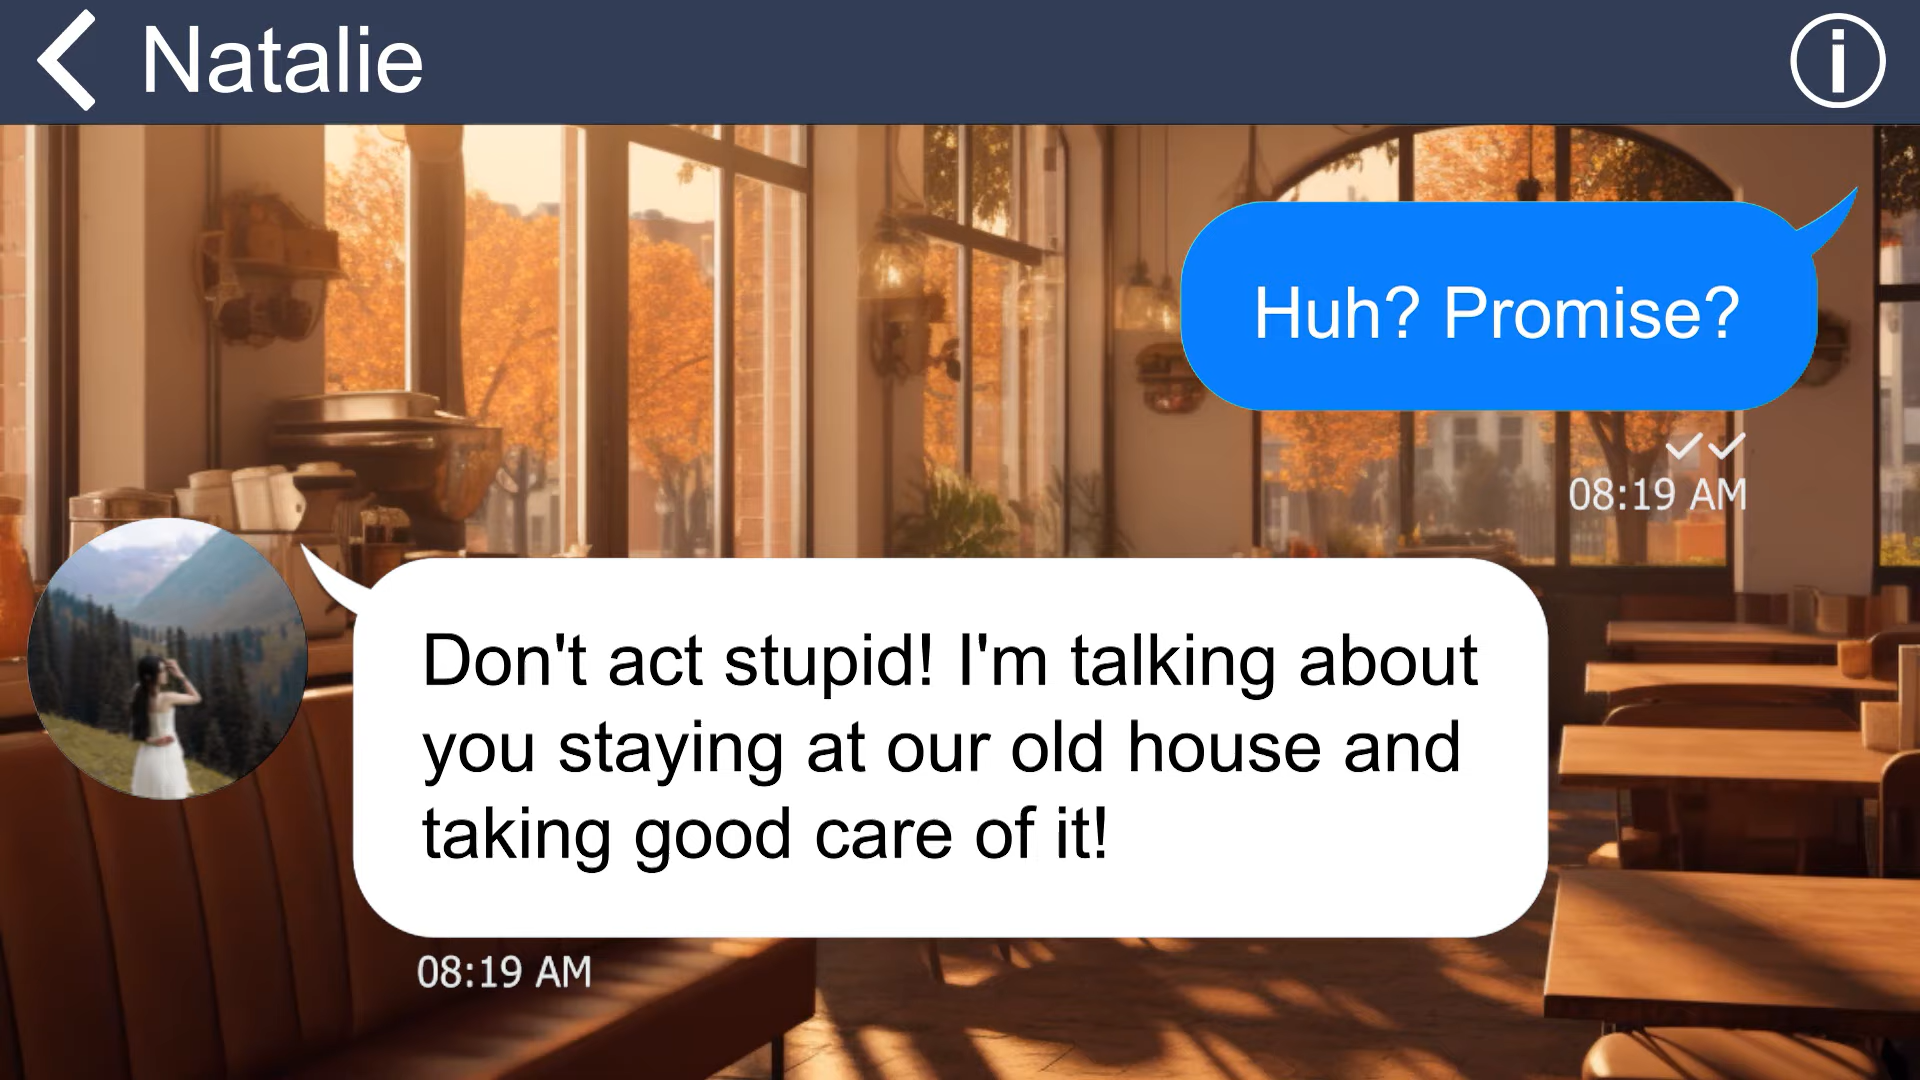 Natalie
Huh? Promise?
08:19 AM
Don't act stupid! I'm talking about
you staying at our old house and
taking good care of it!
08:19 AM